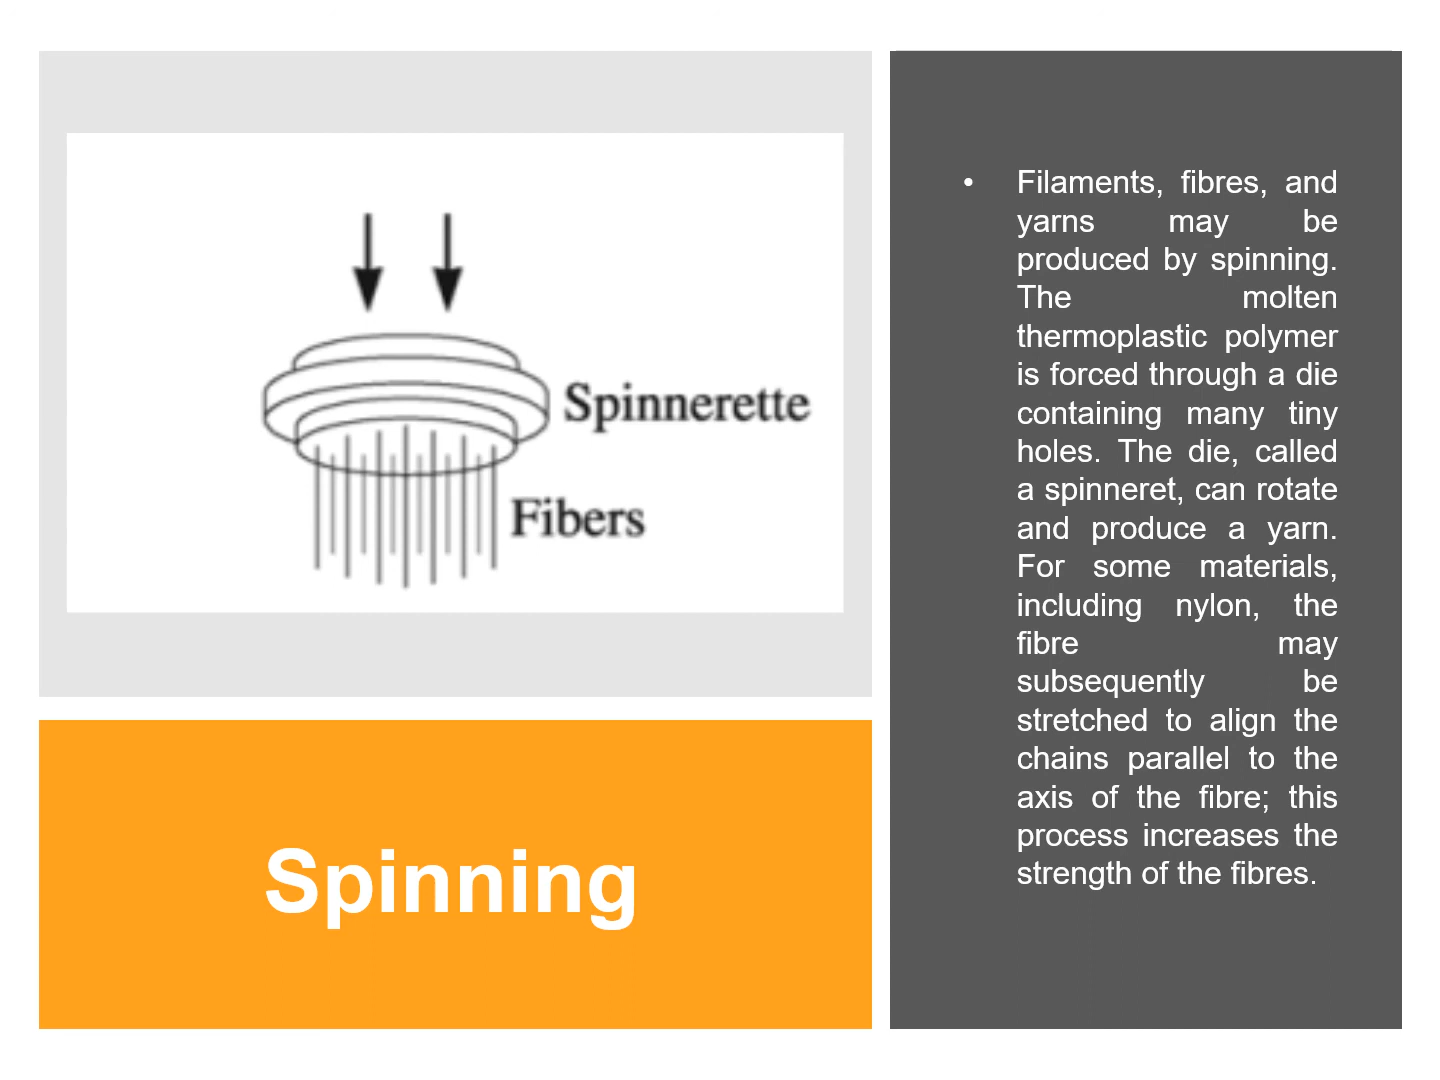 Spinnerette
Fibers
Spinning
• Filaments, fibres, and
yarns may be
produced by spinning.
The molten
thermoplastic polymer
is forced through a die
containing many tiny
holes. The die, called
a spinneret, can rotate
and produce a yarn.
For some materials,
including nylon, the
fibre may
subsequently be
stretched to align the
chains parallel to the
axis of the fibre; this
process increases the
strength of the fibres.